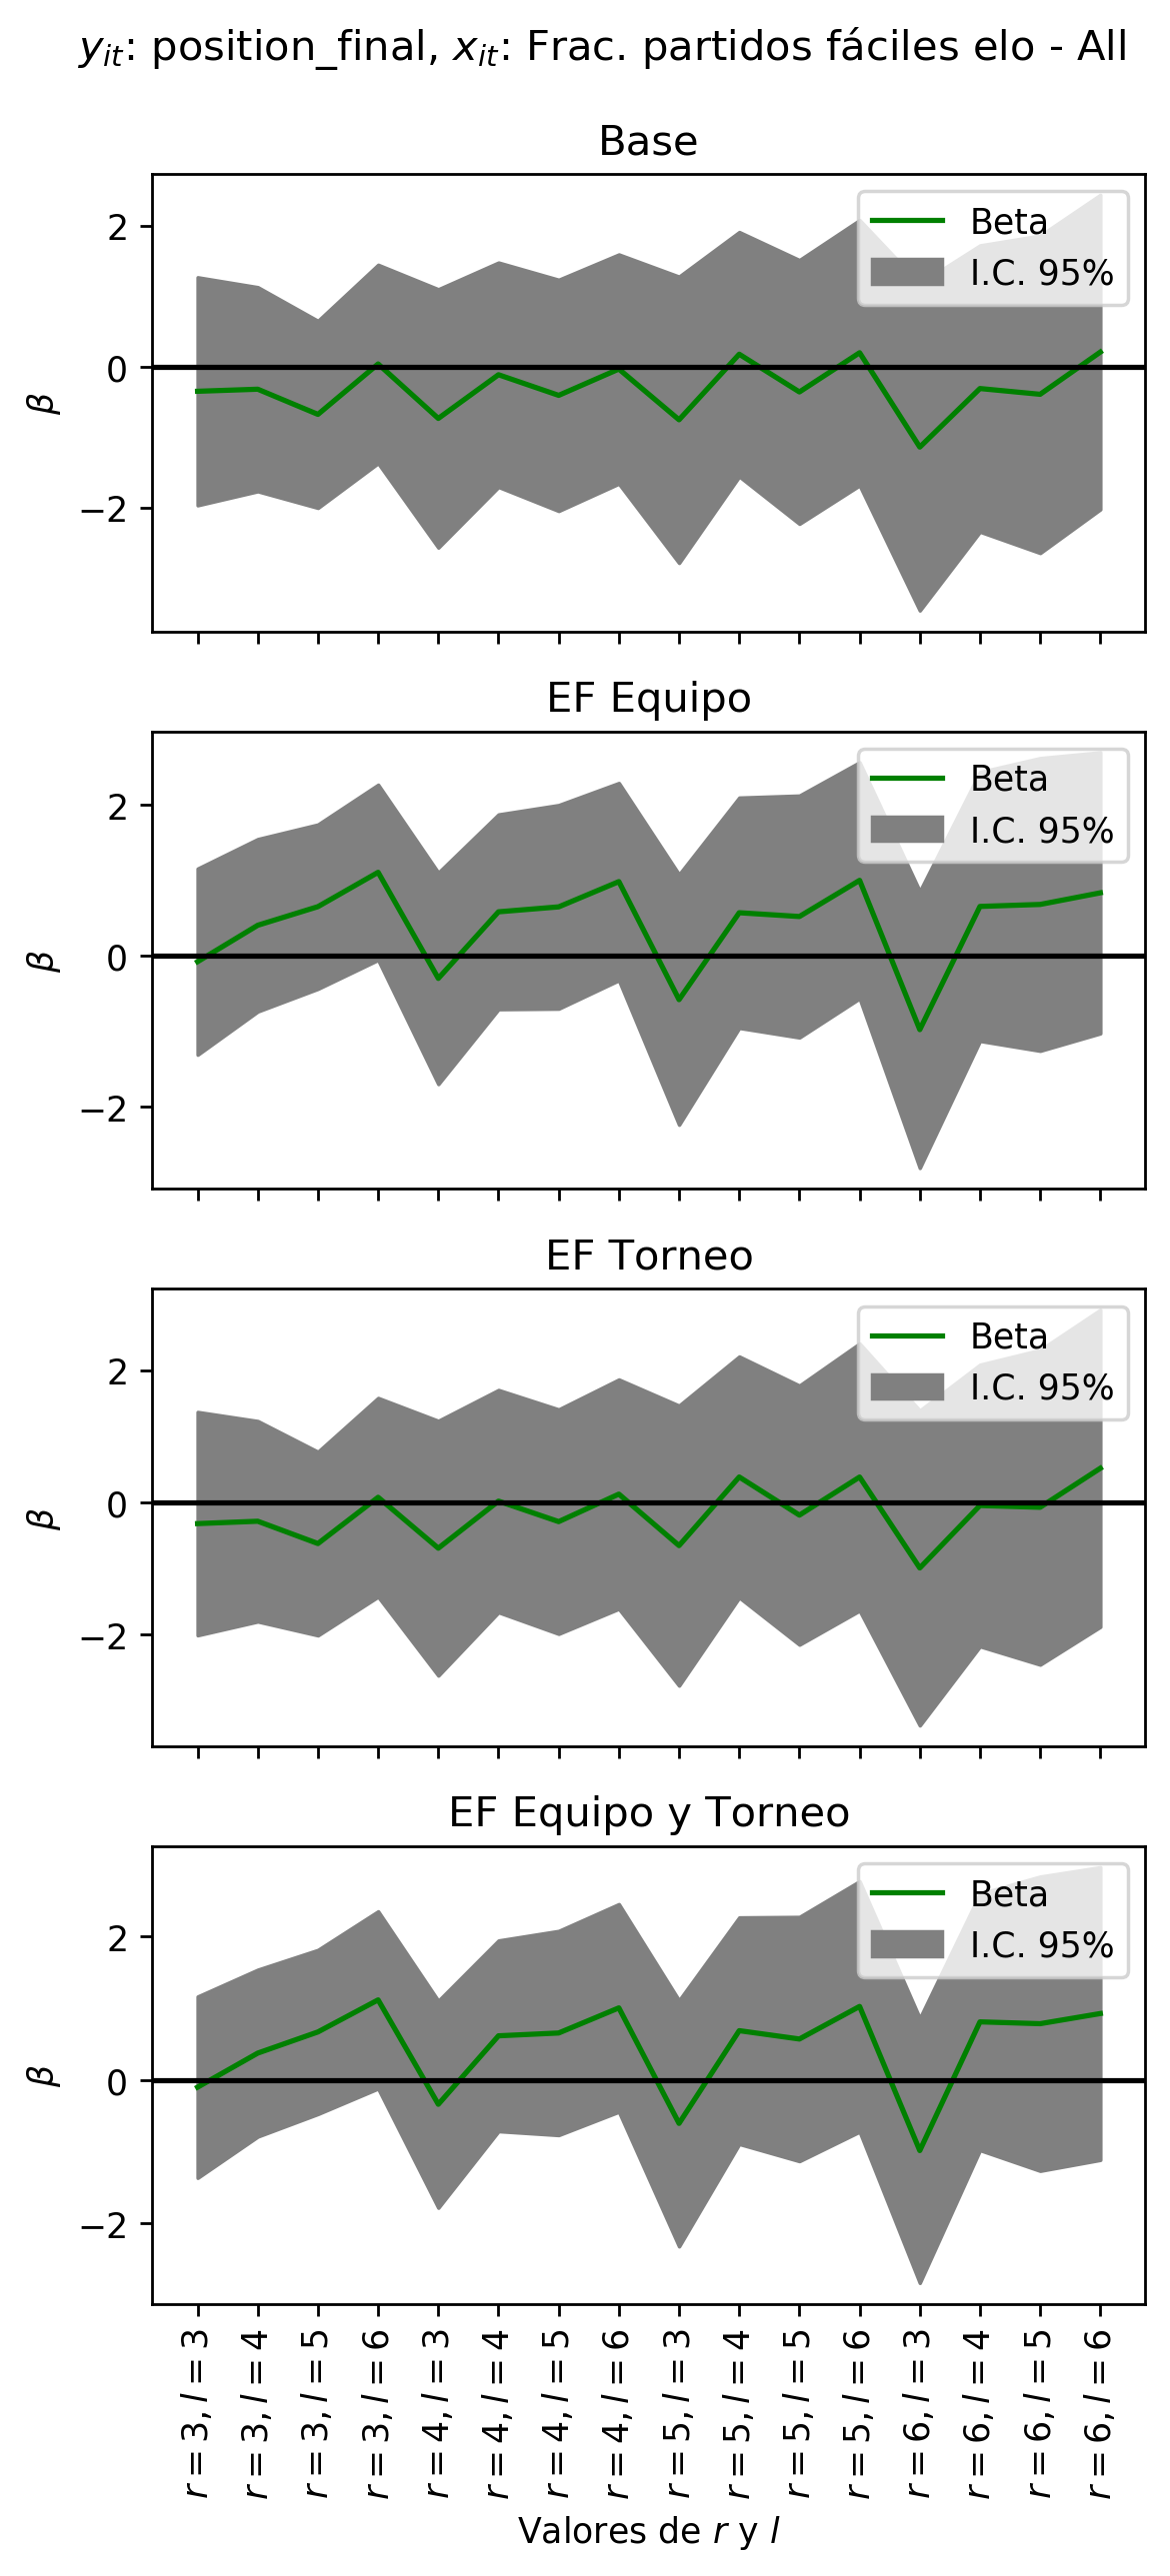 y_it: position_final, x_it: Frac. partidos fáciles elo - All
Base
Beta
I.C. 95%
2
0
−2
β
EF Equipo
Beta
I.C. 95%
2
0
−2
β
EF Torneo
Beta
I.C. 95%
2
0
−2
β
EF Equipo y Torneo
Beta
I.C. 95%
2
0
−2
β
r = 3, l = 3
r = 3, l = 4
r = 3, l = 5
r = 3, l = 6
r = 4, l = 3
r = 4, l = 4
r = 4, l = 5
r = 4, l = 6
r = 5, l = 3
r = 5, l = 4
r = 5, l = 5
r = 5, l = 6
r = 6, l = 3
r = 6, l = 4
r = 6, l = 5
r = 6, l = 6
Valores de r y l